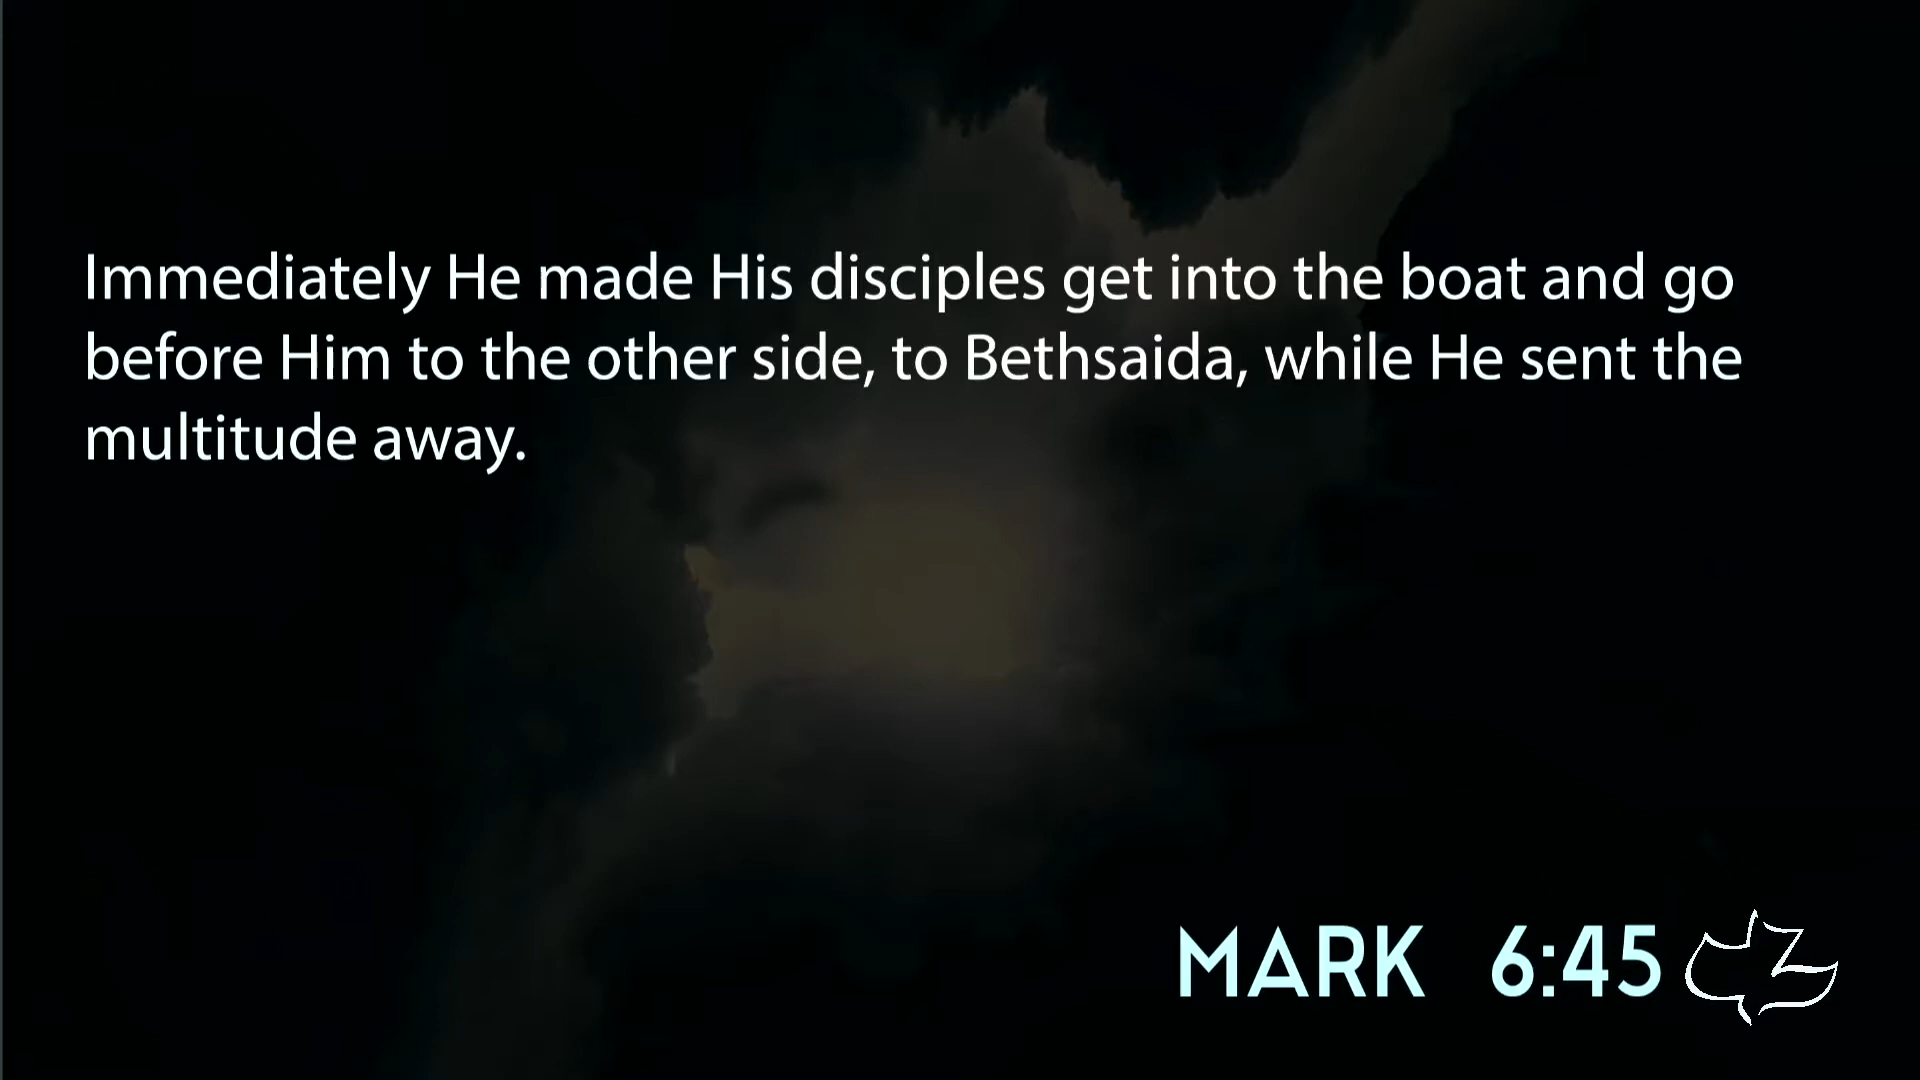 Immediately He made His disciples get into the boat and go
before Him to the other side, to Bethsaida, while He sent the
multitude away.
MARK 6:45